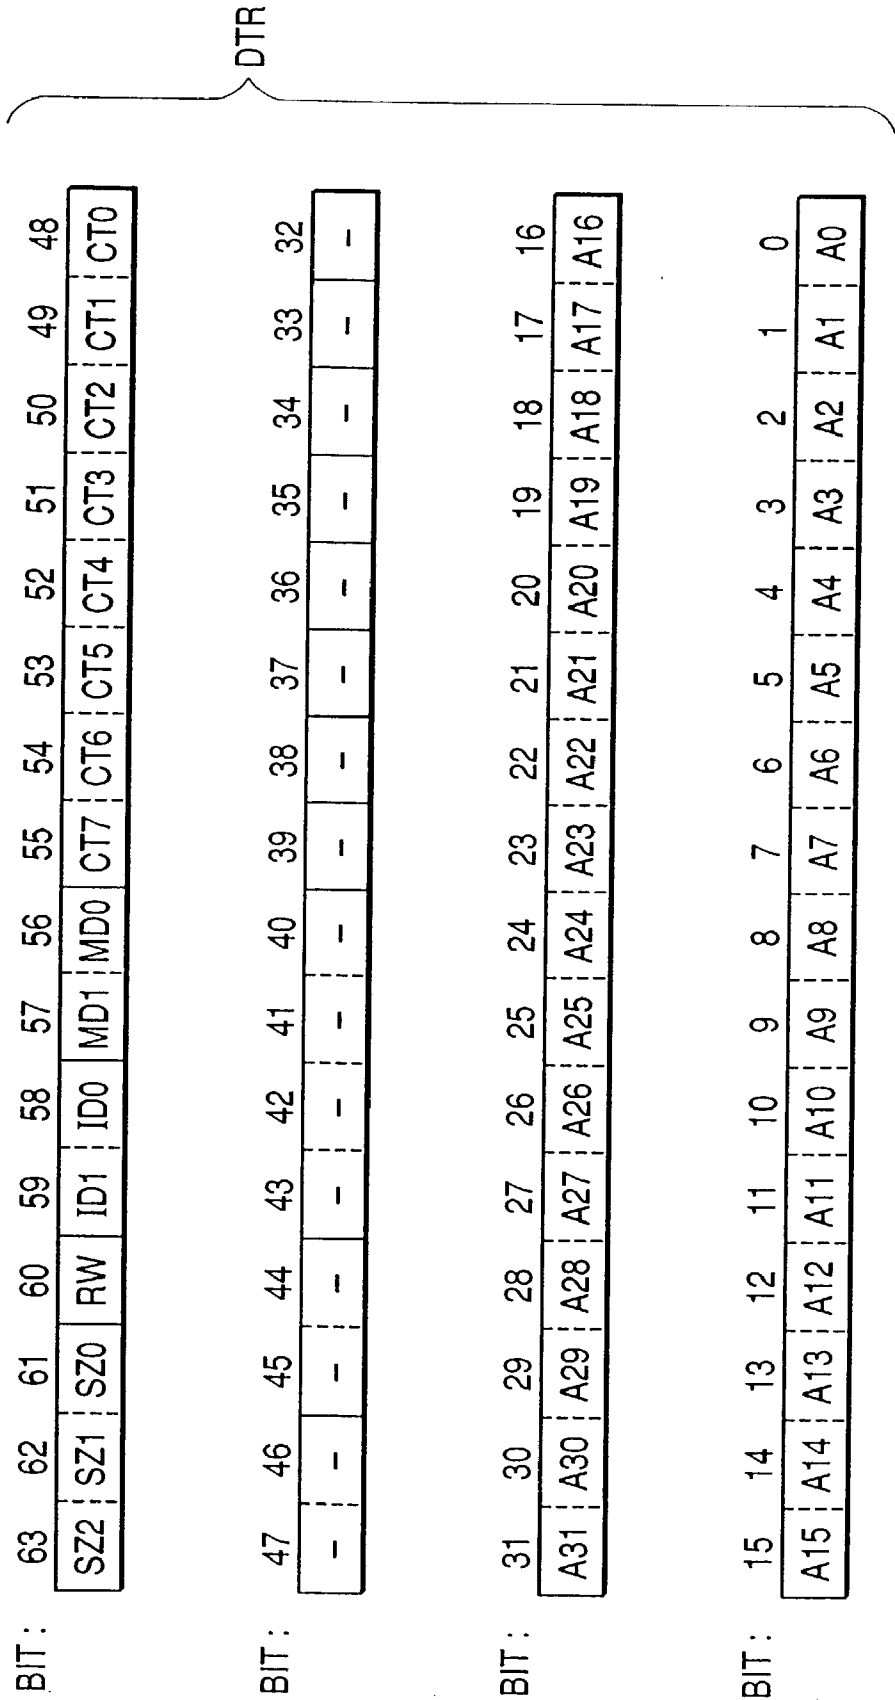 BIT : 63 62 61 60 59 58 57 56 55 54 53 52 51 50 49 48
SZ2 SZ1 SZ0 RW ID1 ID0 MD1 MD0 CT7 CT6 CT5 CT4 CT3 CT2 CT1 CT0
BIT : 47 46 45 44 43 42 41 40 39 38 37 36 35 34 33 32
– – – – – – – – – – – – – – – –
BIT : 31 30 29 28 27 26 25 24 23 22 21 20 19 18 17 16
A31 A30 A29 A28 A27 A26 A25 A24 A23 A22 A21 A20 A19 A18 A17 A16
BIT : 15 14 13 12 11 10 9 8 7 6 5 4 3 2 1 0
A15 A14 A13 A12 A11 A10 A9 A8 A7 A6 A5 A4 A3 A2 A1 A0
DTR